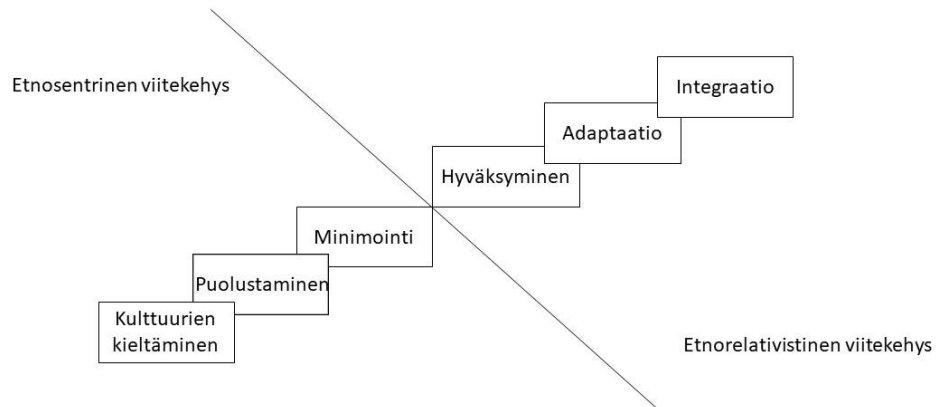 Etnosentrinen viitekehys
Integraatio
Adaptaatio
Hyväksyminen
Minimointi
Puolustaminen
Kulttuurien
kieltäminen
Etnorelativistinen viitekehys